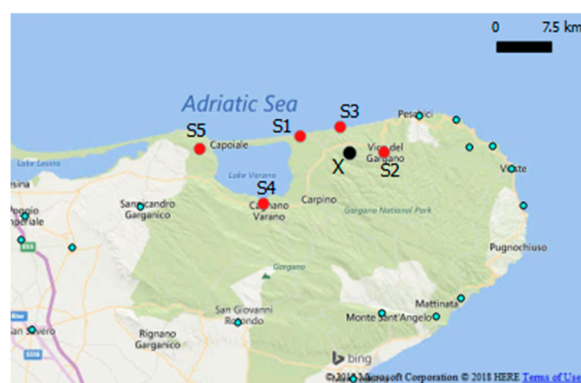 0 7.5 km
Adriatic Sea
S3
Peschici
S1
S5
Capoiale
Vico del
Gargano
X
S2
Vieste
Lake Lesina
Lake Varano
S4
Cagnano
Varano
Carpino
Gargano National Park
Sannicandro
Garganico
Poggio
Imperiale
Pugnochiuso
Gargano
San Giovanni
Rotondo
Mattinata
Monte Sant'Angelo
San Severo
Rignano
Garganico
bing
Microsoft Corporation © 2018 HERE Terms of Use